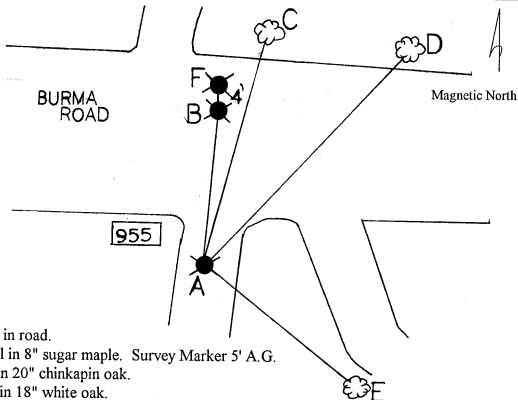 C
D
F
4'
B
Magnetic North
BURMA
ROAD
955
A
in road.
in 8" sugar maple. Survey Marker 5' A.G.
20" chinkapin oak.
in 18" white oak.
E